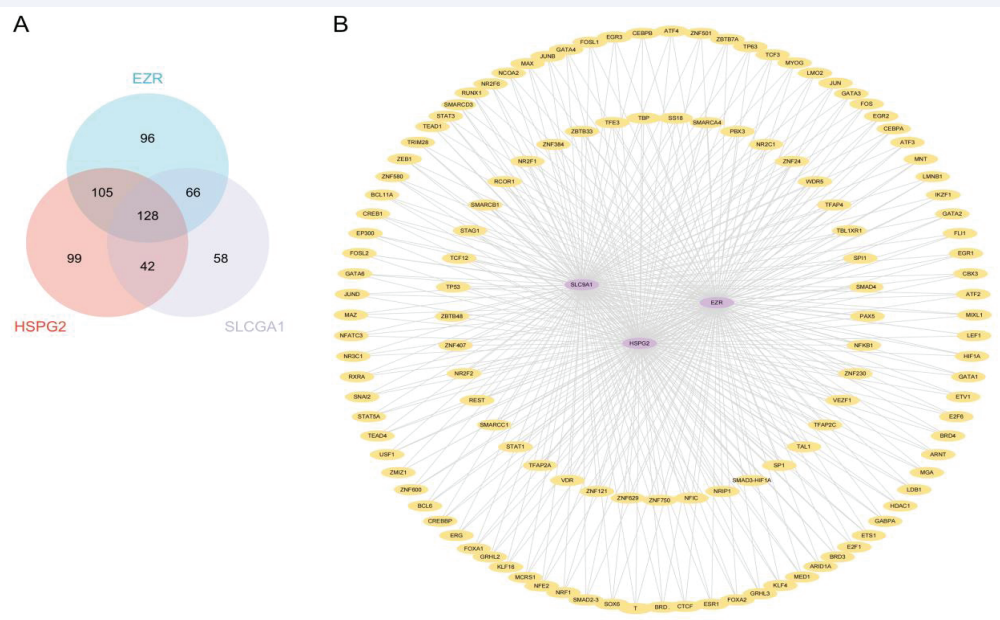 A
B
EZR
96
105
66
128
99
42
58
HSPG2
SLCGA1
ATF4
ZNF501
ZBTB7A
TP63
TCF3
MYOG
LMO2
JUN
GATA3
FOS
EGR2
CEBPA
ATF3
MNT
LMNB1
IKZF1
GATA2
FLI1
EGR1
CBX3
ATF2
MIXL1
LEF1
HIF1A
GATA1
ETV1
E2F6
BRD4
ARNT
MGA
LDB1
HDAC1
GABPA
ETS1
E2F1
BRD3
ARID1A
MED1
KLF4
GRHL3
FOXA2
ESR1
CTCF
BRD
T
SOX6
SMAD2-3
NRF1
NFE2
MCRS1
KLF16
GRHL2
FOXA1
ERG
CREBBP
BCL6
ZNF600
ZMIZ1
USF1
TEAD4
STAT5A
SNAI2
RXRA
NR3C1
NFATC3
MAZ
JUND
GATA6
FOSL2
EP300
CREB1
BCL11A
ZNF580
ZEB1
TRIM28
TEAD1
STAT3
SMARCD3
RUNX1
NR2F6
NCOA2
MAX
JUNB
GATA4
FOSL1
EGR3
CEBPB
TBP
SS18
SMARCA4
PBX3
NR2C1
ZNF24
WDR5
TFAP4
TBL1XR1
SPI1
SMAD4
PAX5
NFKB1
ZNF230
VEZF1
TFAP2C
TAL1
SP1
SMAD3-HIF1A
NRIP1
NFIC
ZNF750
ZNF529
ZNF121
VDR
TFAP2A
STAT1
SMARCC1
REST
NR2F2
ZNF407
ZBTB48
TP53
TCF12
STAG1
SMARCB1
RCOR1
NR2F1
ZNF384
ZBTB33
TFE3
SLC9A1
EZR
HSPG2